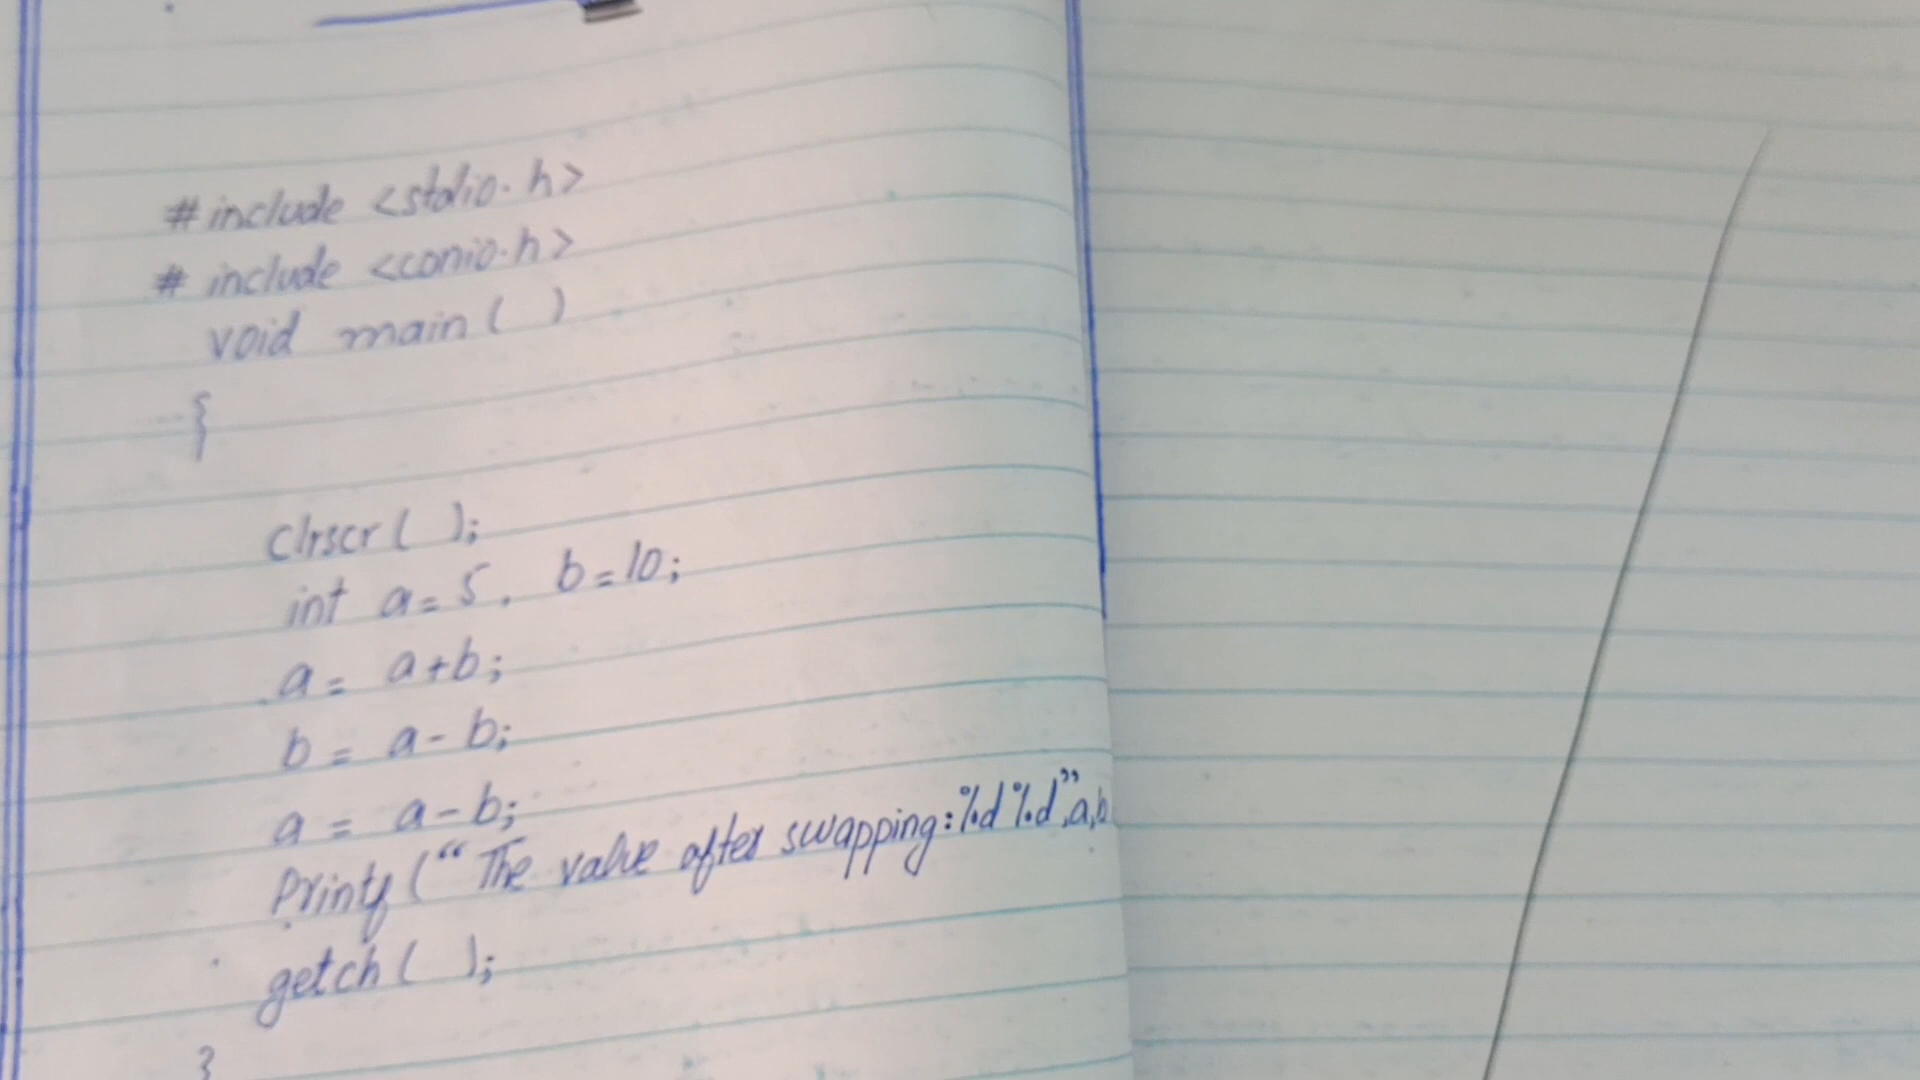 #include <stdio.h>
# include <conio.h>
void main( )
{
clrscr( );
int a=5, b=10;
a= a+b;
b= a-b;
a = a-b;
Printf ("The value after swapping:%d%d",a,b
getch( );
}